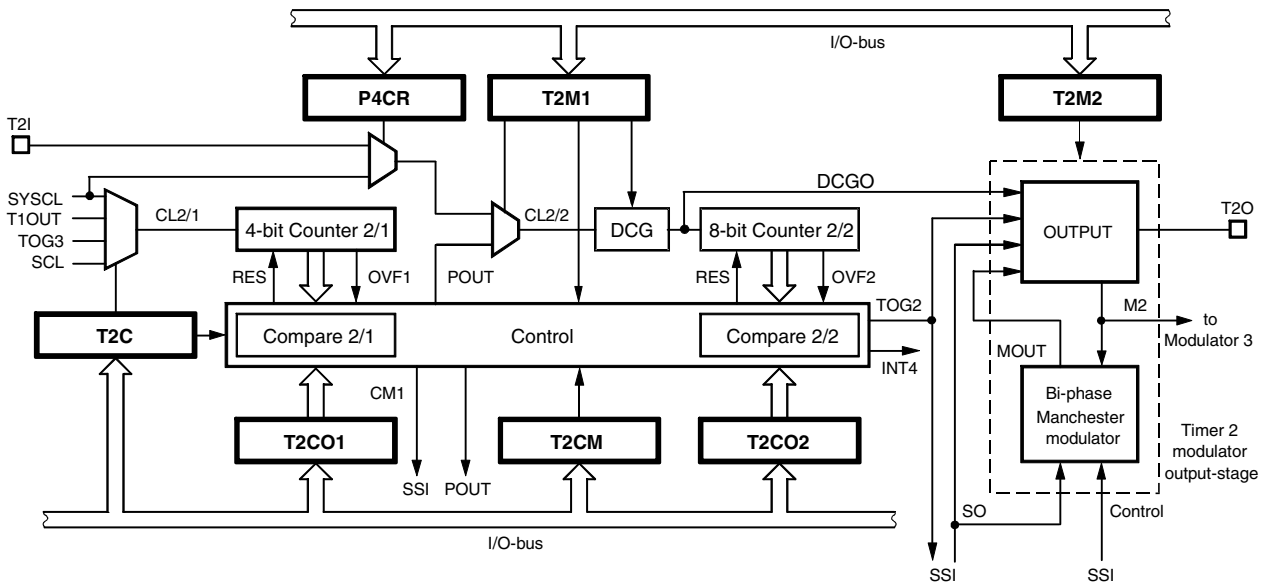 I/O-bus
P4CR
T2M1
T2M2
T2I
DCGO
SYSCL
T1OUT
TOG3
SCL
CL2/1
4-bit Counter 2/1
CL2/2
DCG
8-bit Counter 2/2
OUTPUT
T2O
RES
OVF1
POUT
RES
OVF2
TOG2
M2
to
Modulator 3
T2C
Compare 2/1
Control
Compare 2/2
INT4
MOUT
CM1
Bi-phase
Manchester
modulator
T2CO1
T2CM
T2CO2
Timer 2
modulator
output-stage
SSI
POUT
SO
Control
I/O-bus
SSI
SSI